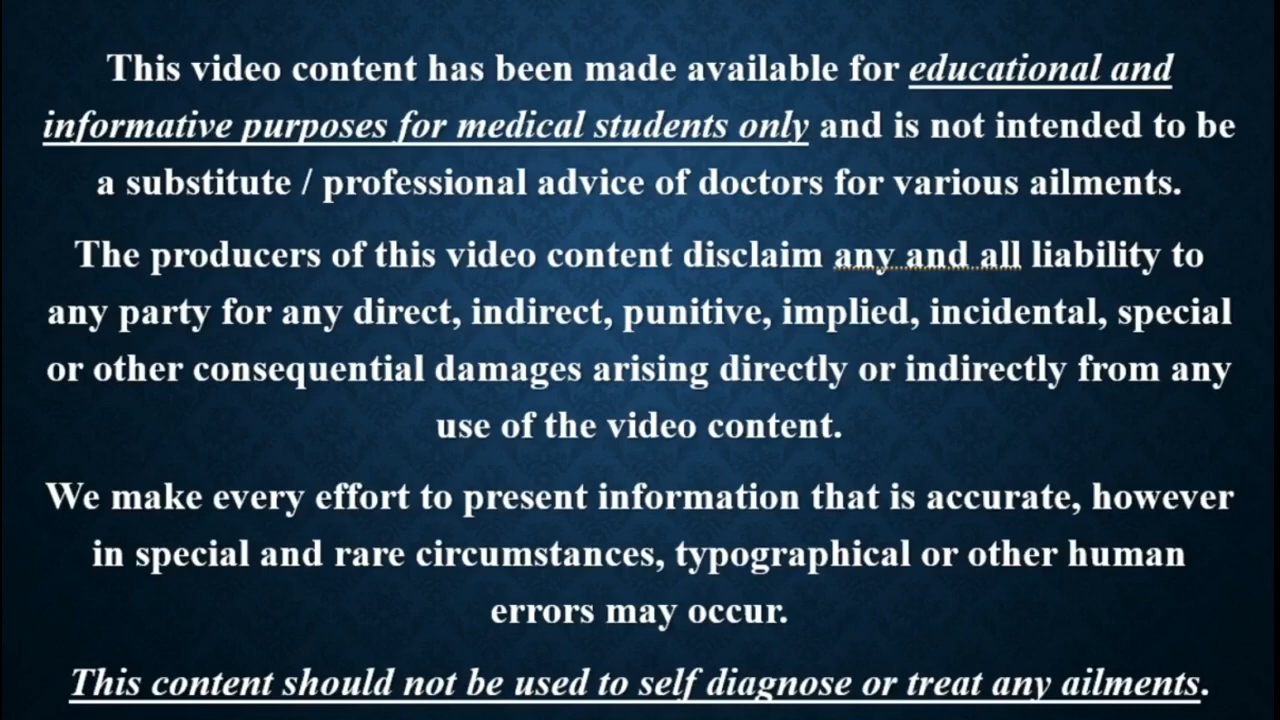 This video content has been made available for educational and
informative purposes for medical students only and is not intended to be
a substitute / professional advice of doctors for various ailments.
The producers of this video content disclaim any and all liability to
any party for any direct, indirect, punitive, implied, incidental, special
or other consequential damages arising directly or indirectly from any
use of the video content.
We make every effort to present information that is accurate, however
in special and rare circumstances, typographical or other human
errors may occur.
This content should not be used to self diagnose or treat any ailments.